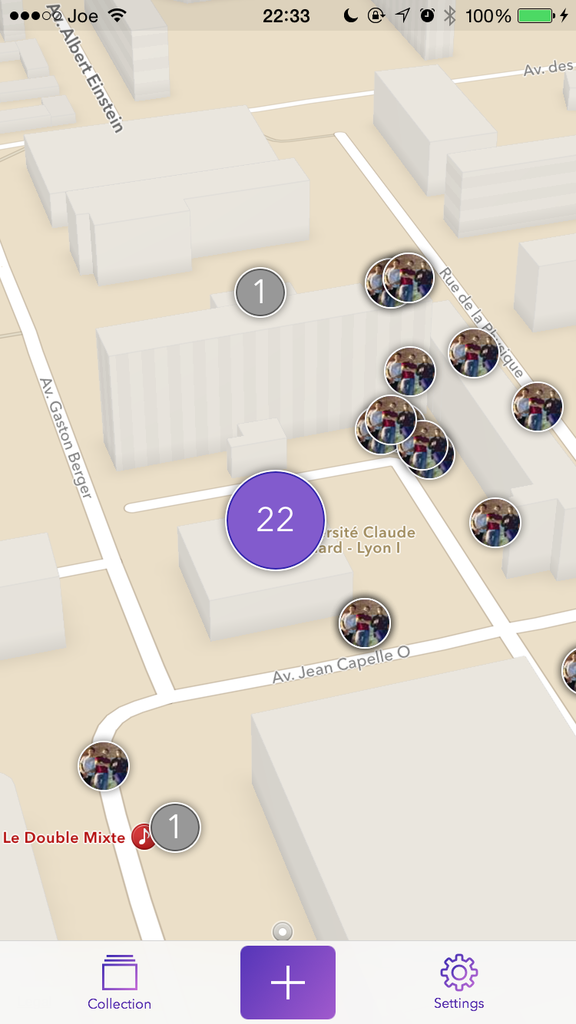 Joe 22:33 100%
Av. Albert Einstein
Av. des
1
Rue de la Physique
Av. Gaston Berger
22
rsité Claude
ard - Lyon I
Av. Jean Capelle O
Le Double Mixte
1
Collection
+
Settings